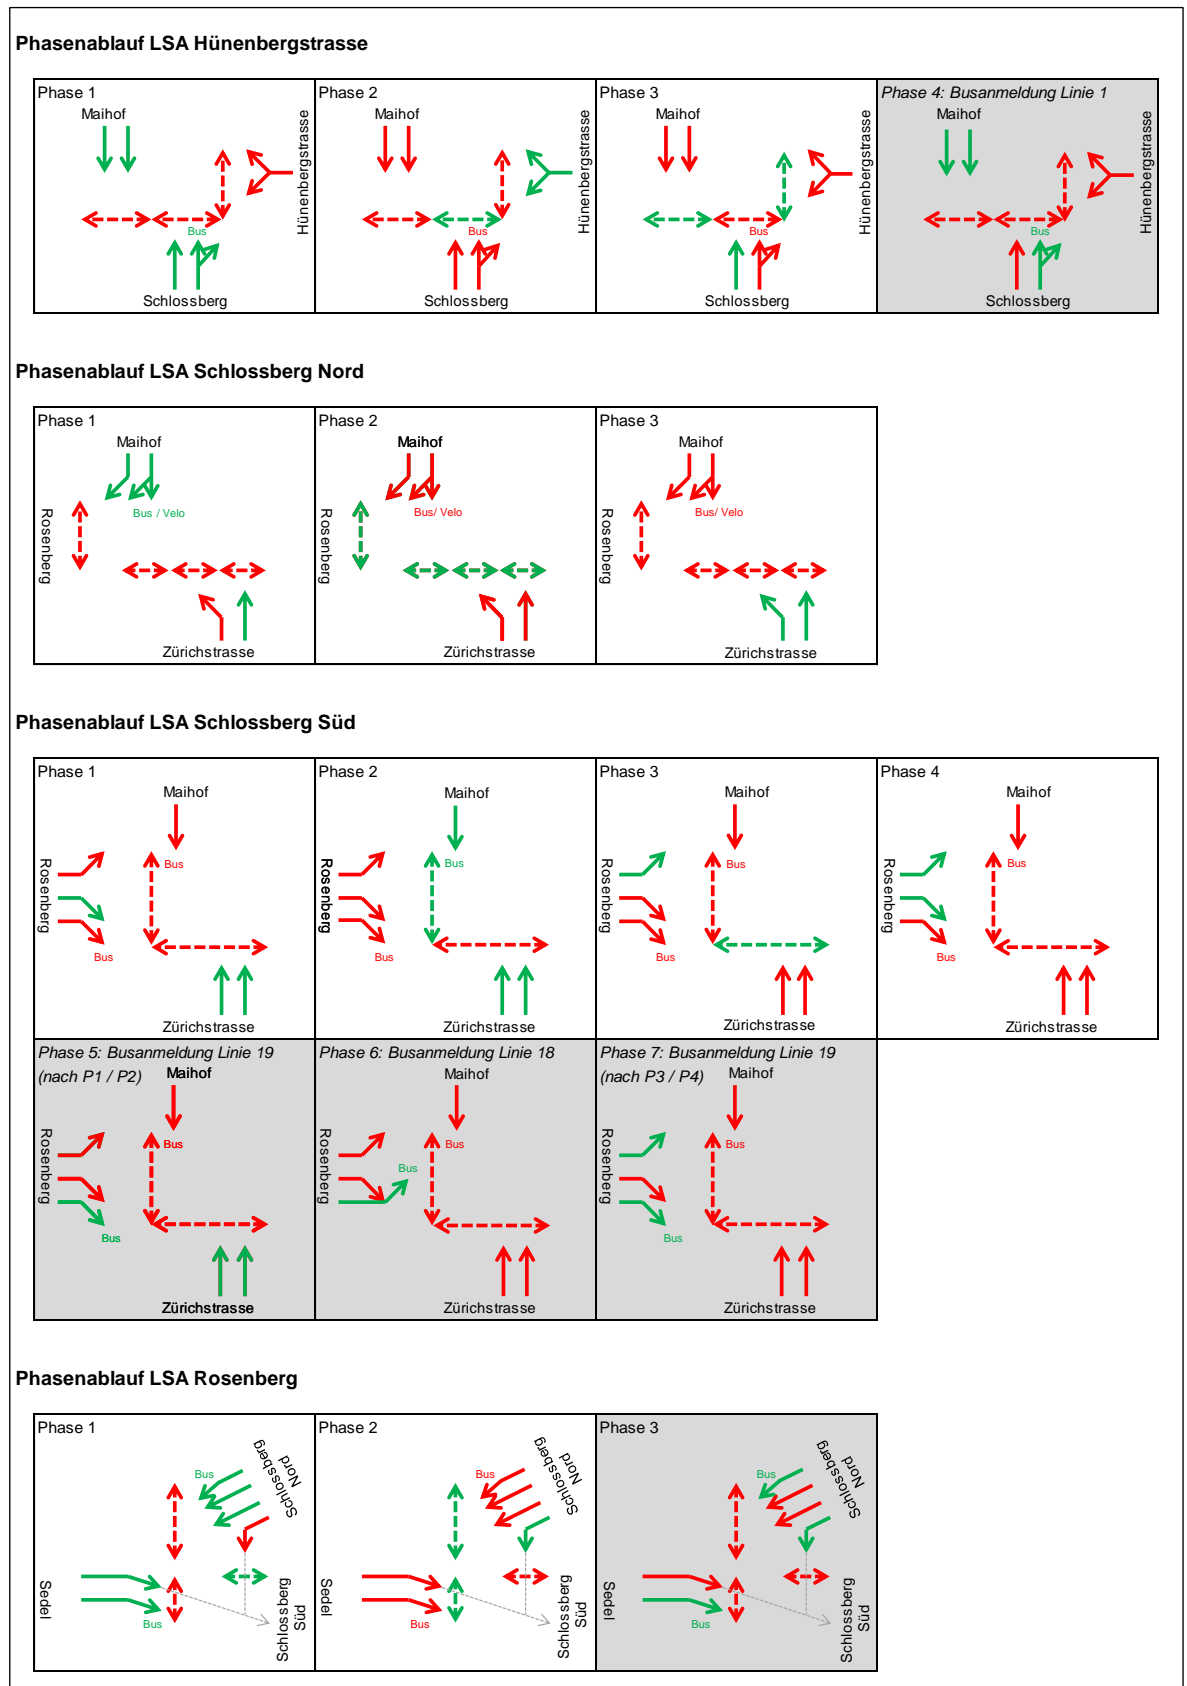 Phasenablauf LSA Hünenbergstrasse
Phase 1
Maihof
Hünenbergstrasse
Bus
Schlossberg
Phase 2
Maihof
Hünenbergstrasse
Bus
Schlossberg
Phase 3
Maihof
Hünenbergstrasse
Bus
Schlossberg
Phase 4: Busanmeldung Linie 1
Maihof
Hünenbergstrasse
Bus
Schlossberg
Phasenablauf LSA Schlossberg Nord
Phase 1
Maihof
Rosenberg
Bus / Velo
Zürichstrasse
Phase 2
Maihof
Rosenberg
Bus/ Velo
Zürichstrasse
Phase 3
Maihof
Rosenberg
Bus/ Velo
Zürichstrasse
Phasenablauf LSA Schlossberg Süd
Phase 1
Maihof
Rosenberg
Bus
Bus
Zürichstrasse
Phase 2
Maihof
Rosenberg
Bus
Bus
Zürichstrasse
Phase 3
Maihof
Rosenberg
Bus
Bus
Zürichstrasse
Phase 4
Maihof
Rosenberg
Bus
Bus
Zürichstrasse
Phase 5: Busanmeldung Linie 19
(nach P1 / P2)
Maihof
Rosenberg
Bus
Bus
Zürichstrasse
Phase 6: Busanmeldung Linie 18
Maihof
Rosenberg
Bus
Bus
Zürichstrasse
Phase 7: Busanmeldung Linie 19
(nach P3 / P4)
Maihof
Rosenberg
Bus
Bus
Zürichstrasse
Phasenablauf LSA Rosenberg
Phase 1
Schlossberg
Nord
Bus
Sedel
Bus
Schlossberg
Süd
Phase 2
Schlossberg
Nord
Bus
Sedel
Bus
Schlossberg
Süd
Phase 3
Schlossberg
Nord
Bus
Sedel
Bus
Schlossberg
Süd